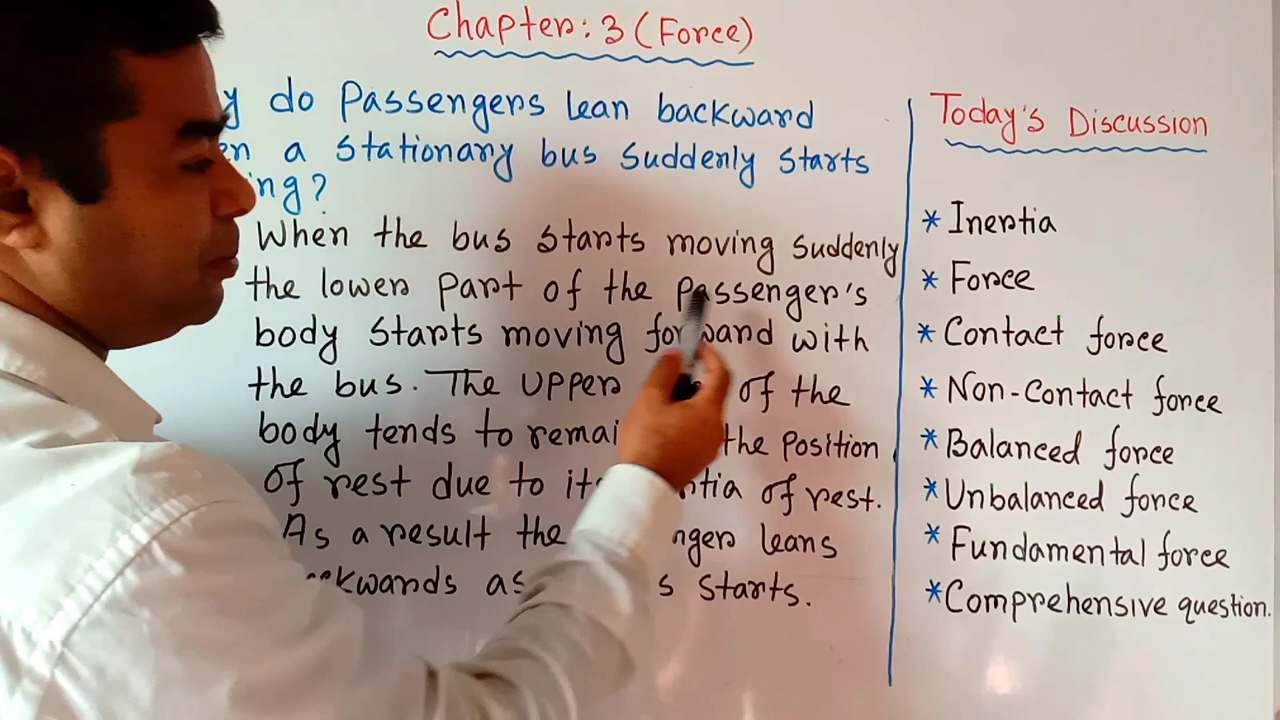 Chapter: 3 (Force)
do Passengers lean backward
a stationary bus suddenly starts
When the bus starts moving suddenly
the lower part of the passenger's
body starts moving forward with
the bus. The upper of the
body tends to the position
of rest due to of rest.
As a result the leans
as starts.
Today's Discussion
* Inertia
* Force
* Contact force
* Non-Contact force
* Balanced force
* Unbalanced force
* Fundamental force
* Comprehensive question.